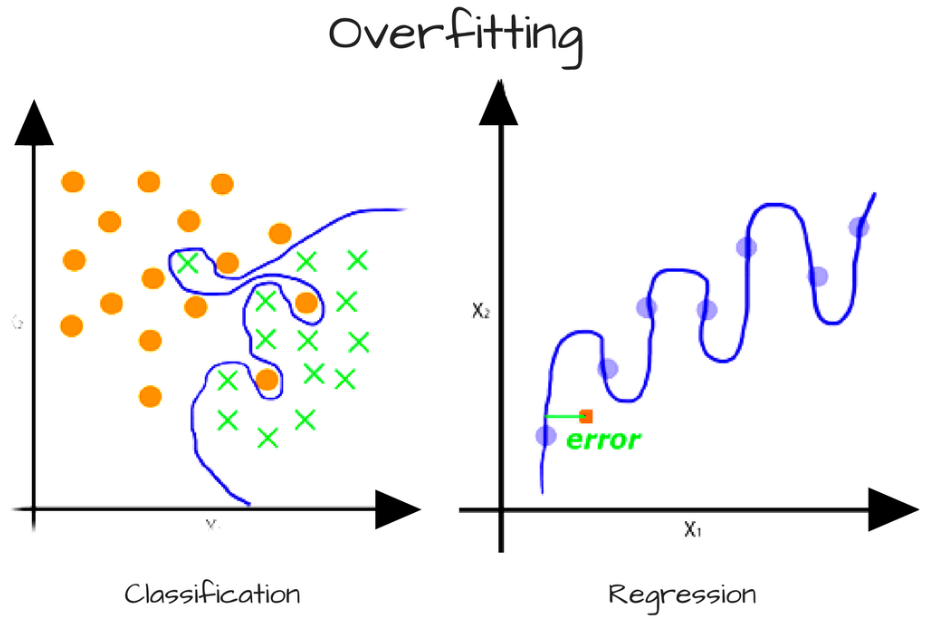 Overfitting
X₂
error
X₁
Classification
Regression